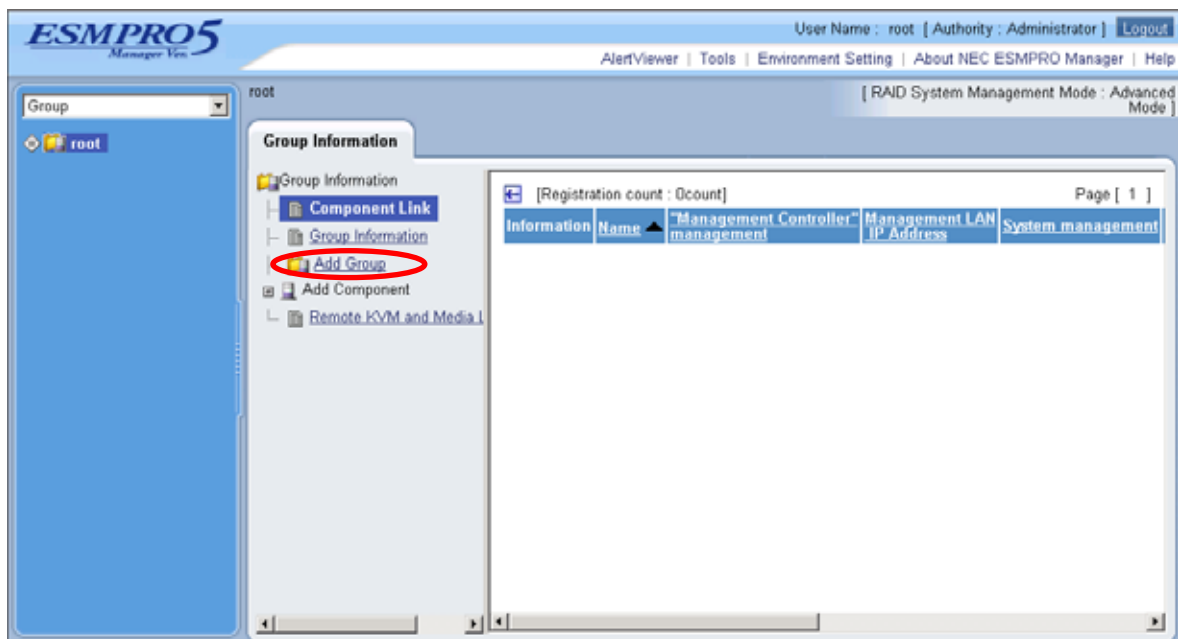 ESMPRO5
Manager Ver.
User Name : root [ Authority : Administrator ] Logout
AlertViewer | Tools | Environment Setting | About NEC ESMPRO Manager | Help
Group
root
root
[ RAID System Management Mode : Advanced
Mode ]
Group Information
Group Information
Component Link
Group Information
Add Group
Add Component
Remote KVM and Media L
[Registration count : 0count]
Page [ 1 ]
Information
Name
"Management Controller"
management
Management LAN
IP Address
System management